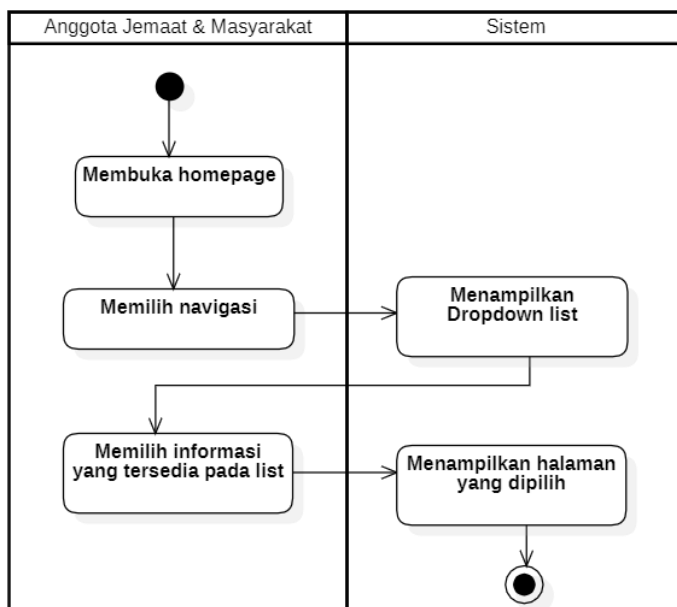 Anggota Jemaat & Masyarakat
Sistem
Membuka homepage
Memilih navigasi
Menampilkan
Dropdown list
Memilih informasi
yang tersedia pada list
Menampilkan halaman
yang dipilih